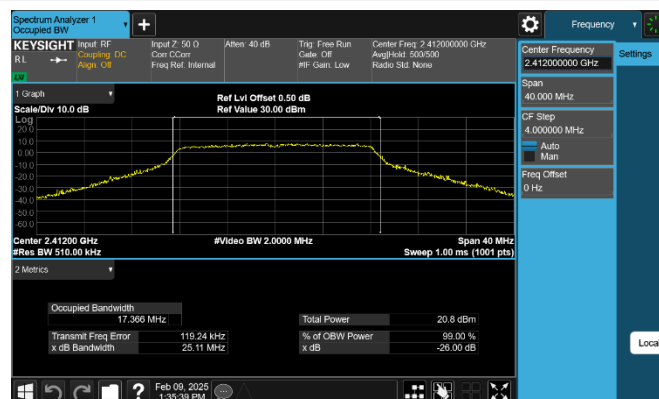 Spectrum Analyzer 1
Occupied BW
Frequency
KEYSIGHT
RL
Input: RF
Coupling: DC
Align: Off
Input Z: 50 Ω
Corr CCorr
Freq Ref: Internal
Atten: 40 dB
Trig: Free Run
Gate: Off
#IF Gain: Low
Center Freq: 2.412000000 GHz
Avg|Hold: 500/500
Radio Std: None
Center Frequency
2.412000000 GHz
Settings
Span
40.000 MHz
CF Step
4.000000 MHz
Auto
Man
Freq Offset
0 Hz
1 Graph
Scale/Div 10.0 dB
Ref Lvl Offset 0.50 dB
Ref Value 30.00 dBm
Log
20.0
10.0
0.00
-10.0
-20.0
-30.0
-40.0
-50.0
-60.0
Center 2.41200 GHz
#Video BW 2.0000 MHz
Span 40 MHz
#Res BW 510.00 kHz
Sweep 1.00 ms (1001 pts)
2 Metrics
Occupied Bandwidth
17.366 MHz
Total Power 20.8 dBm
Transmit Freq Error 119.24 kHz
% of OBW Power 99.00 %
x dB Bandwidth 25.11 MHz
x dB -26.00 dB
Local
Feb 09, 2025
1:35:39 PM